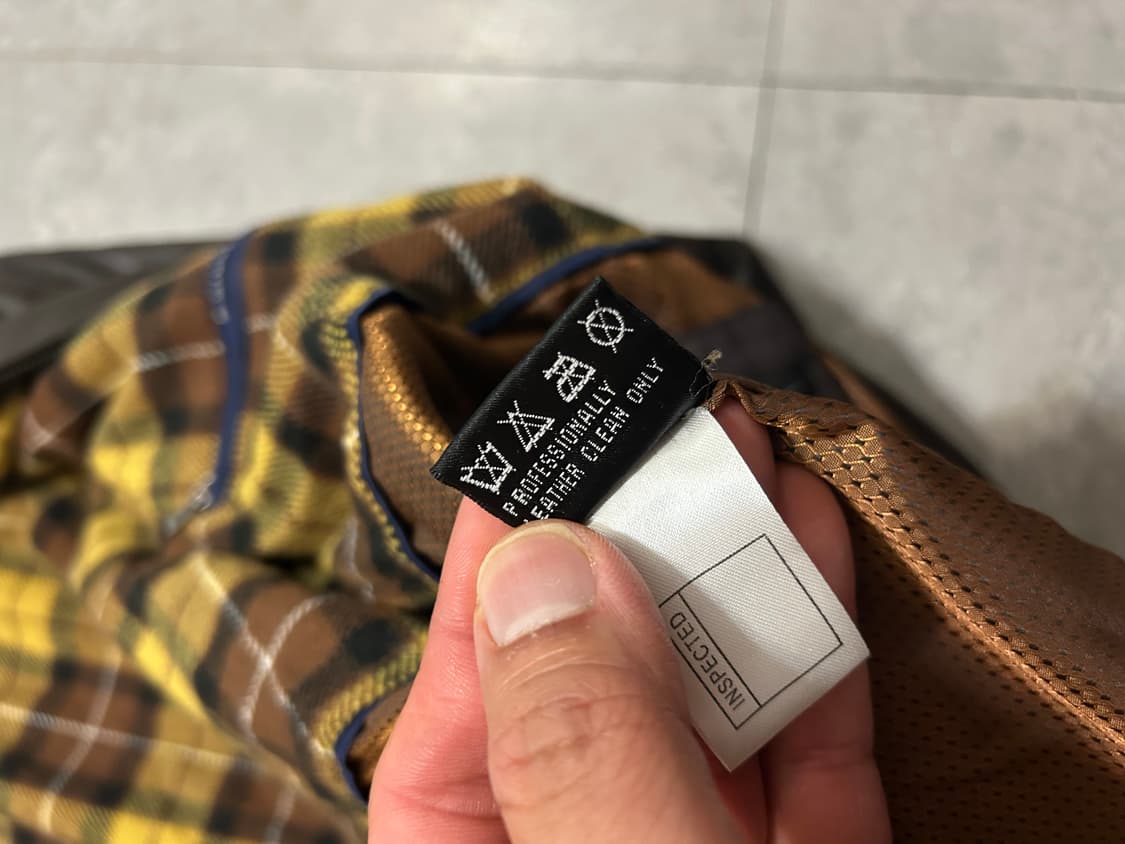 PROFESSIONALLY
LEATHER CLEAN ONLY
INSPECTED